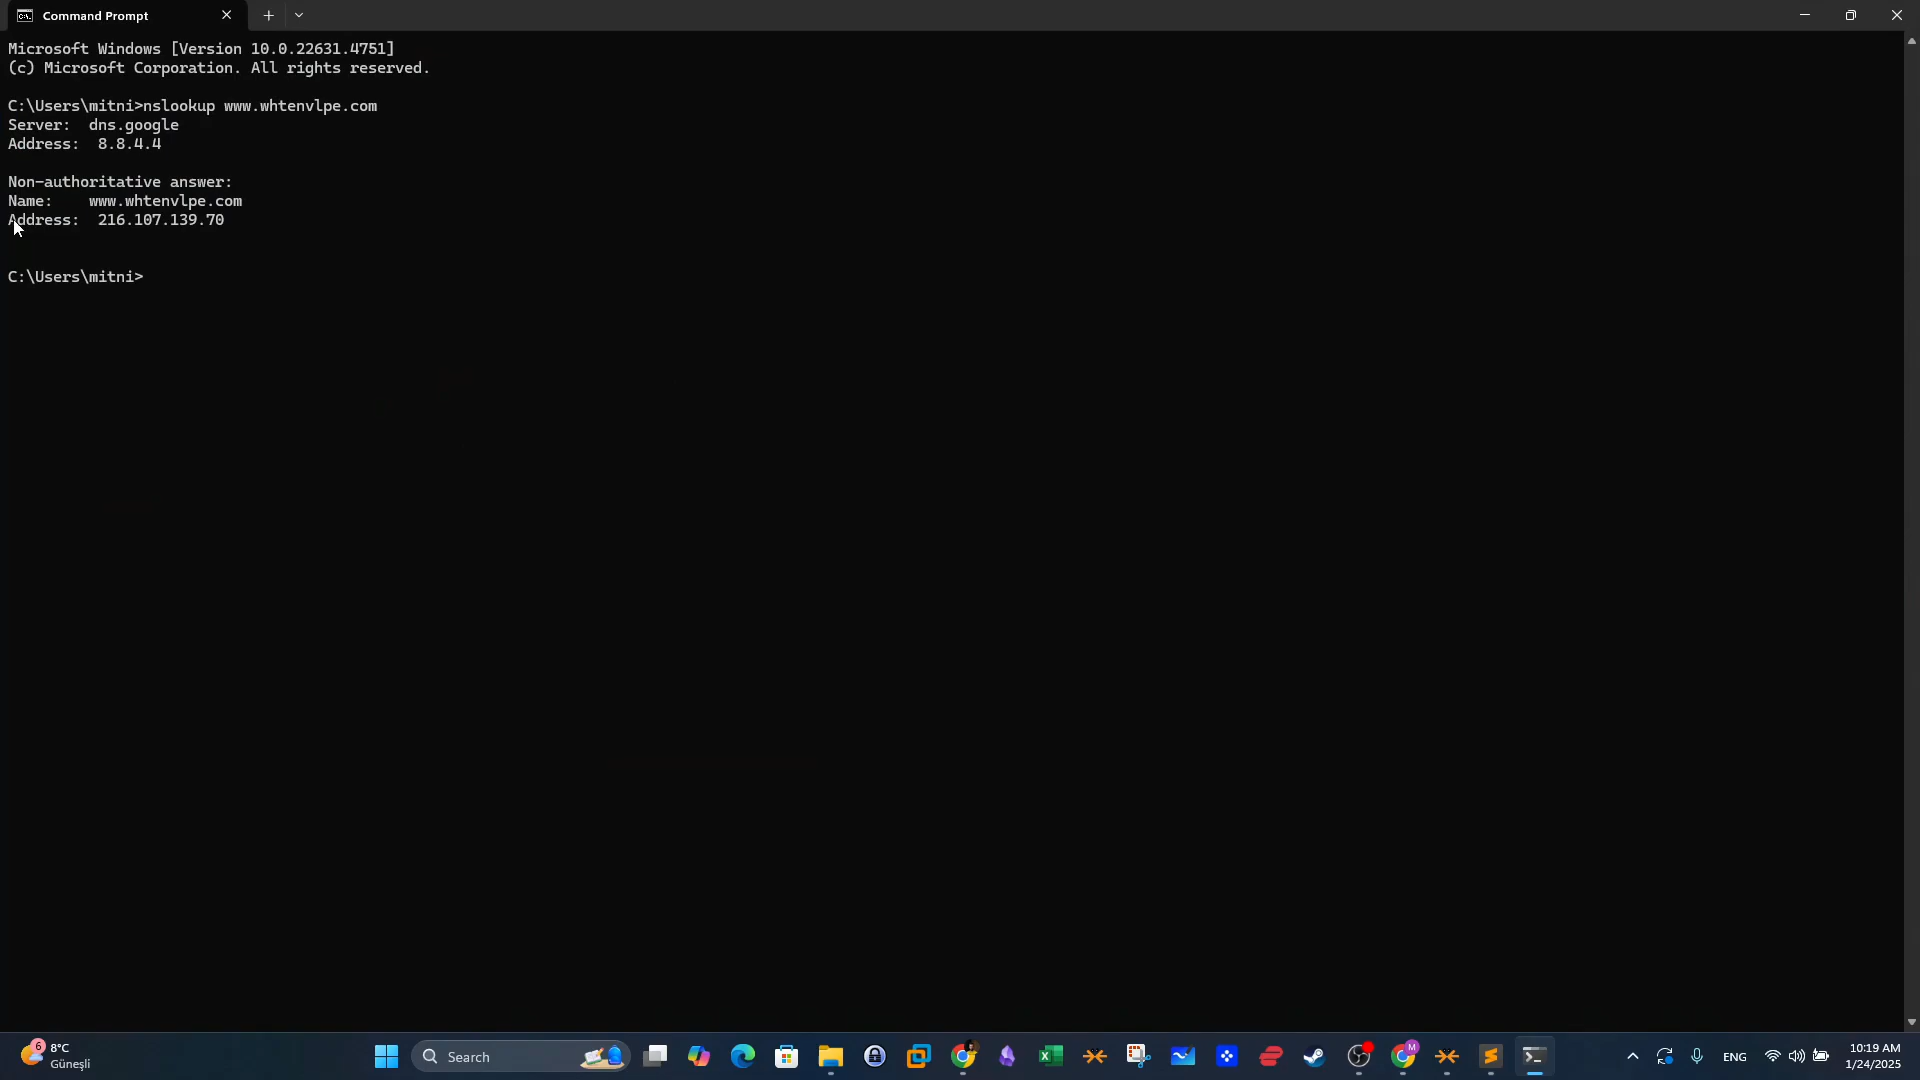 Command Prompt
Microsoft Windows [Version 10.0.22631.4751]
(c) Microsoft Corporation. All rights reserved.
C:\Users\mitni>nslookup www.whtenvlpe.com
Server:  dns.google
Address:  8.8.4.4
Non-authoritative answer:
Name:    www.whtenvlpe.com
Address:  216.107.139.70
C:\Users\mitni>
6
8°C
Güneşli
Search
M
ENG
10:19 AM
1/24/2025